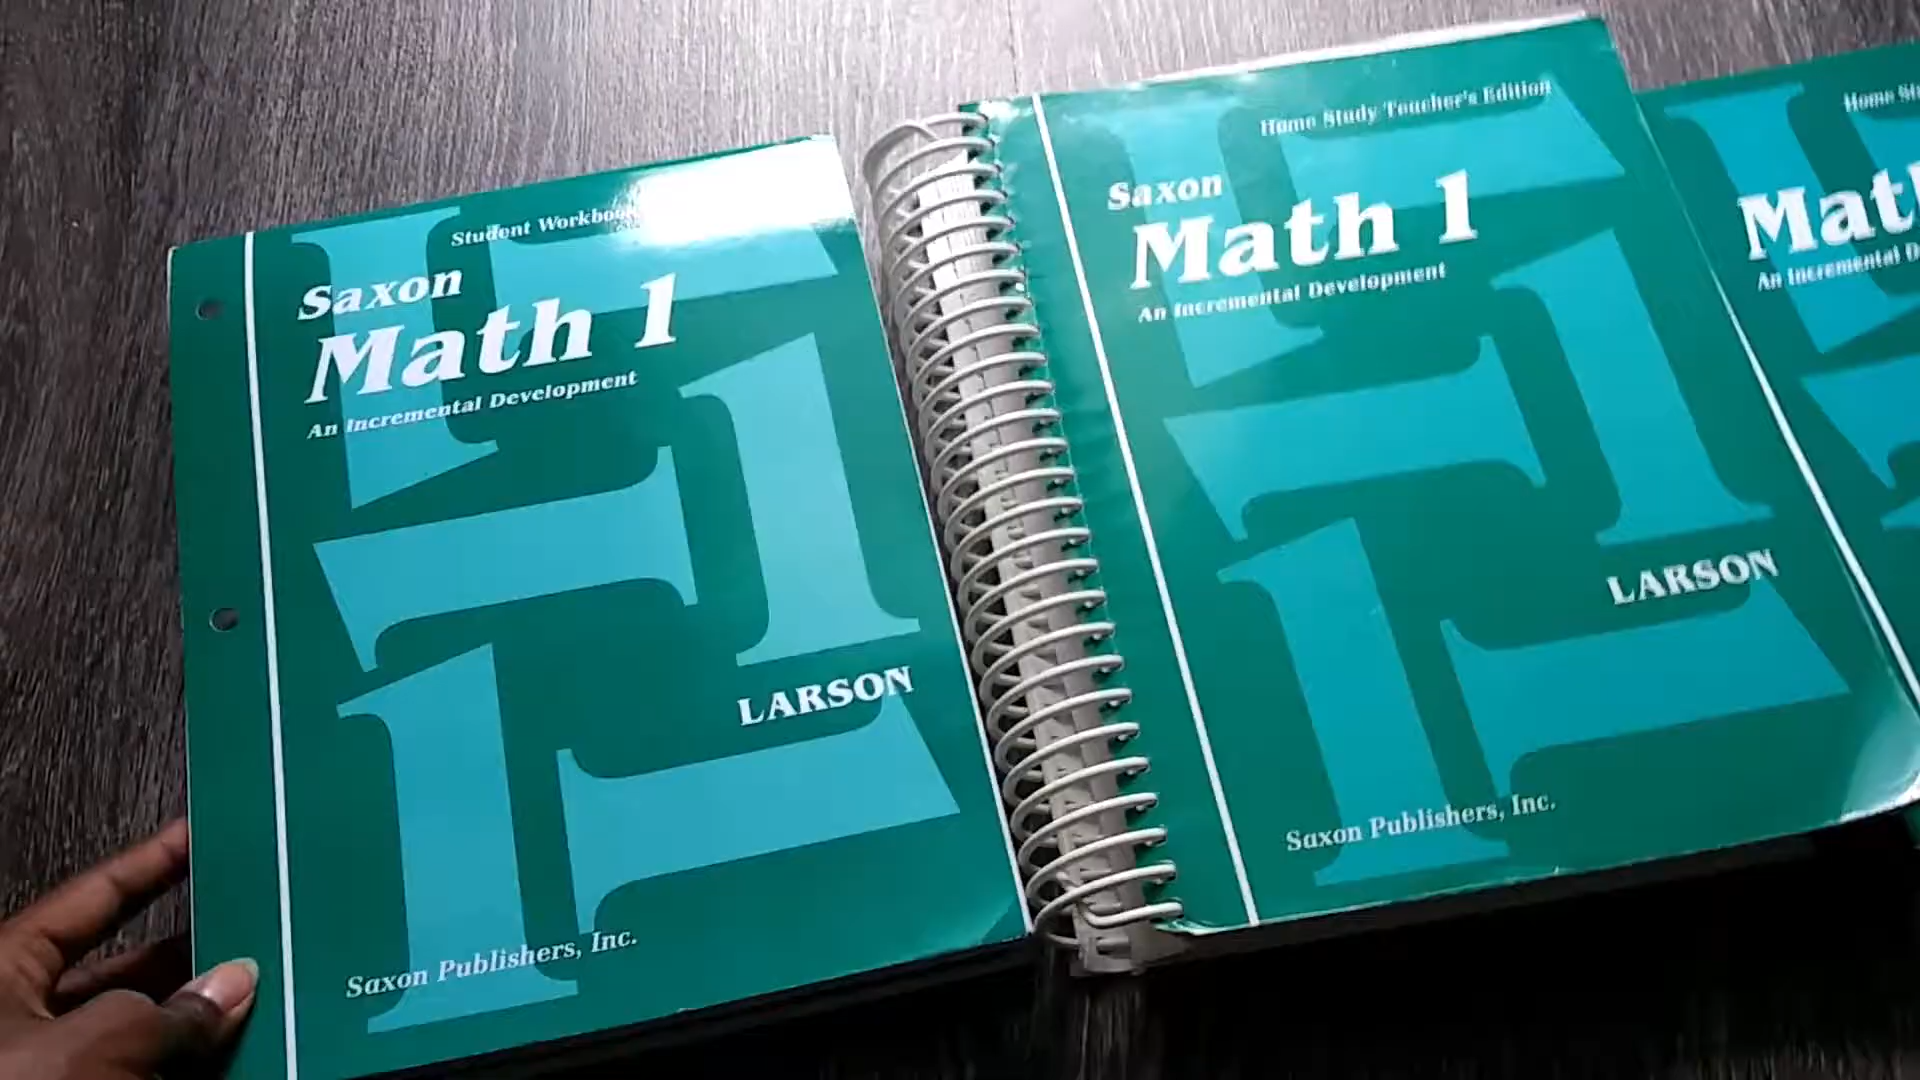 Student Workbook
Saxon
Math 1
An Incremental Development
LARSON
Saxon Publishers, Inc.
Home Study Teacher's Edition
Saxon
Math 1
An Incremental Development
LARSON
Saxon Publishers, Inc.
Home
An Incremental